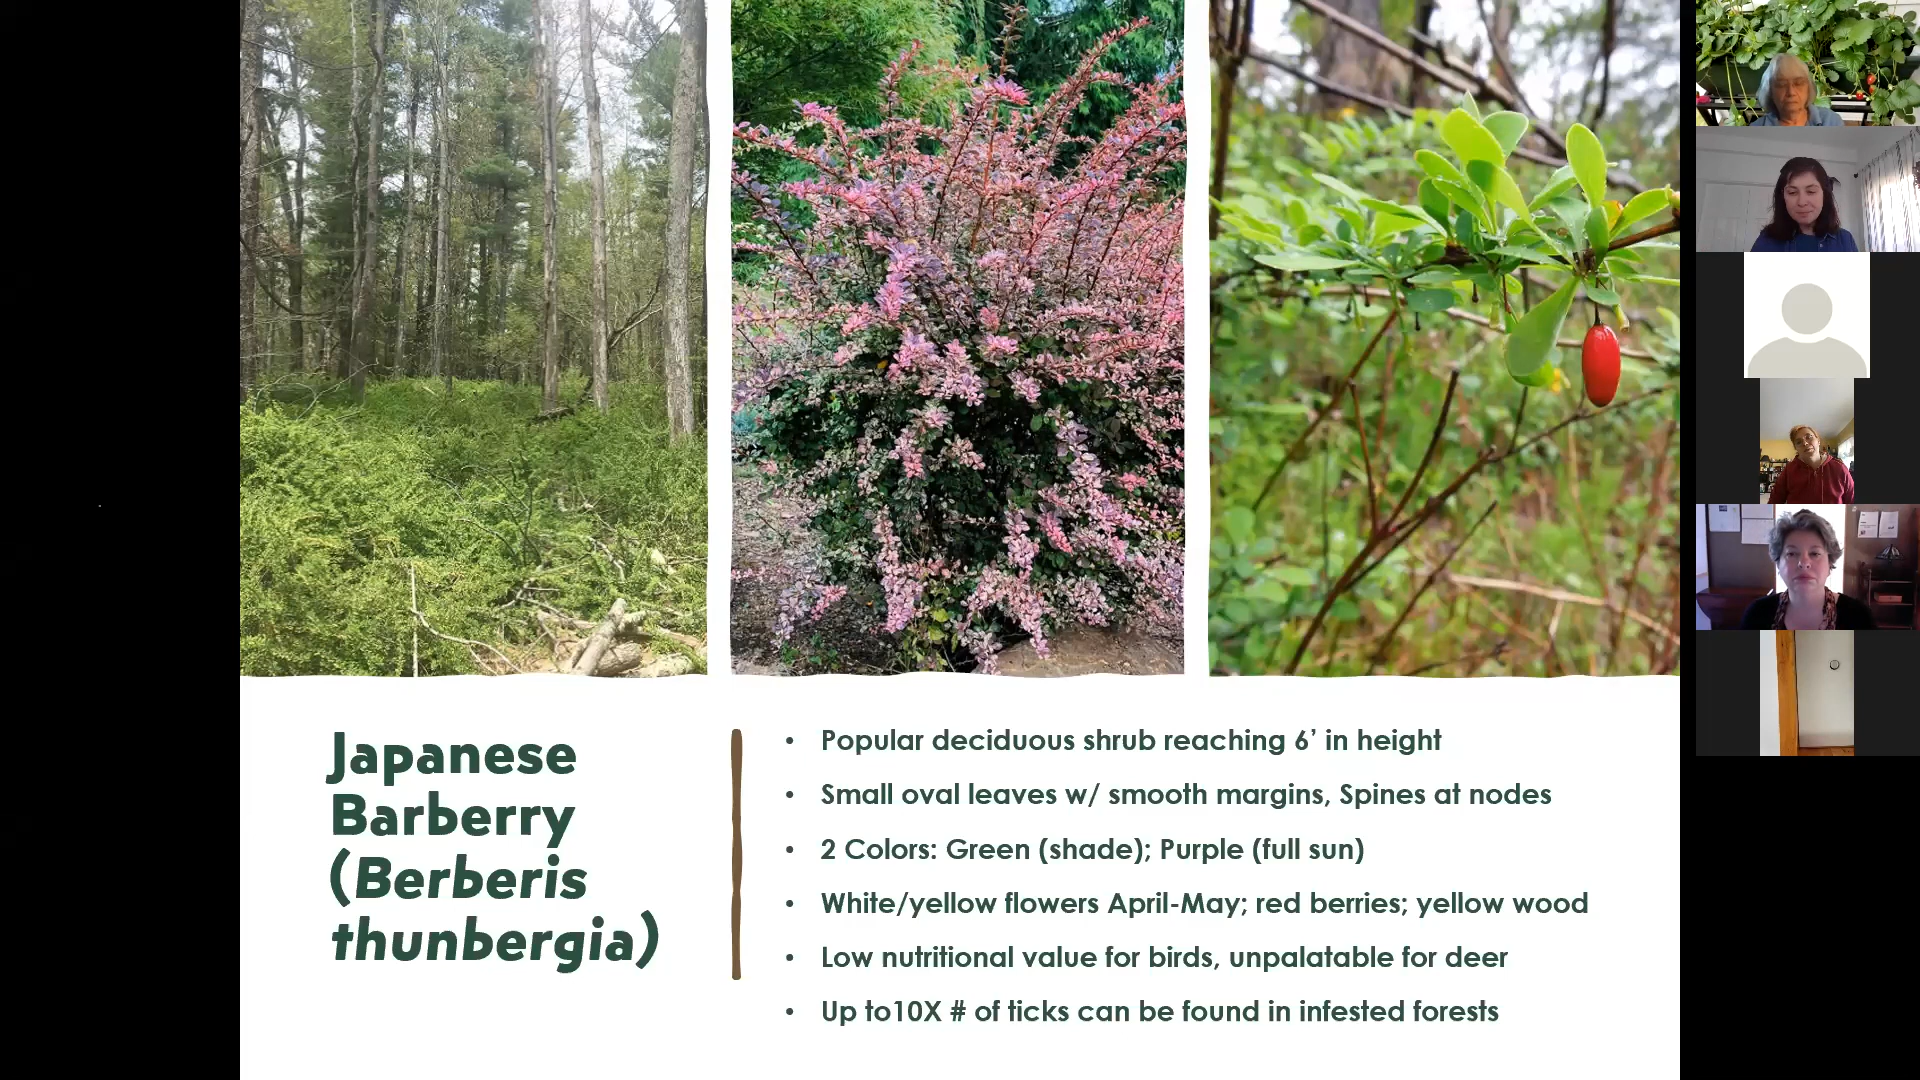 Japanese
Barberry
(Berberis
thunbergia)
• Popular deciduous shrub reaching 6’ in height
• Small oval leaves w/ smooth margins, Spines at nodes
• 2 Colors: Green (shade); Purple (full sun)
• White/yellow flowers April-May; red berries; yellow wood
• Low nutritional value for birds, unpalatable for deer
• Up to10X # of ticks can be found in infested forests